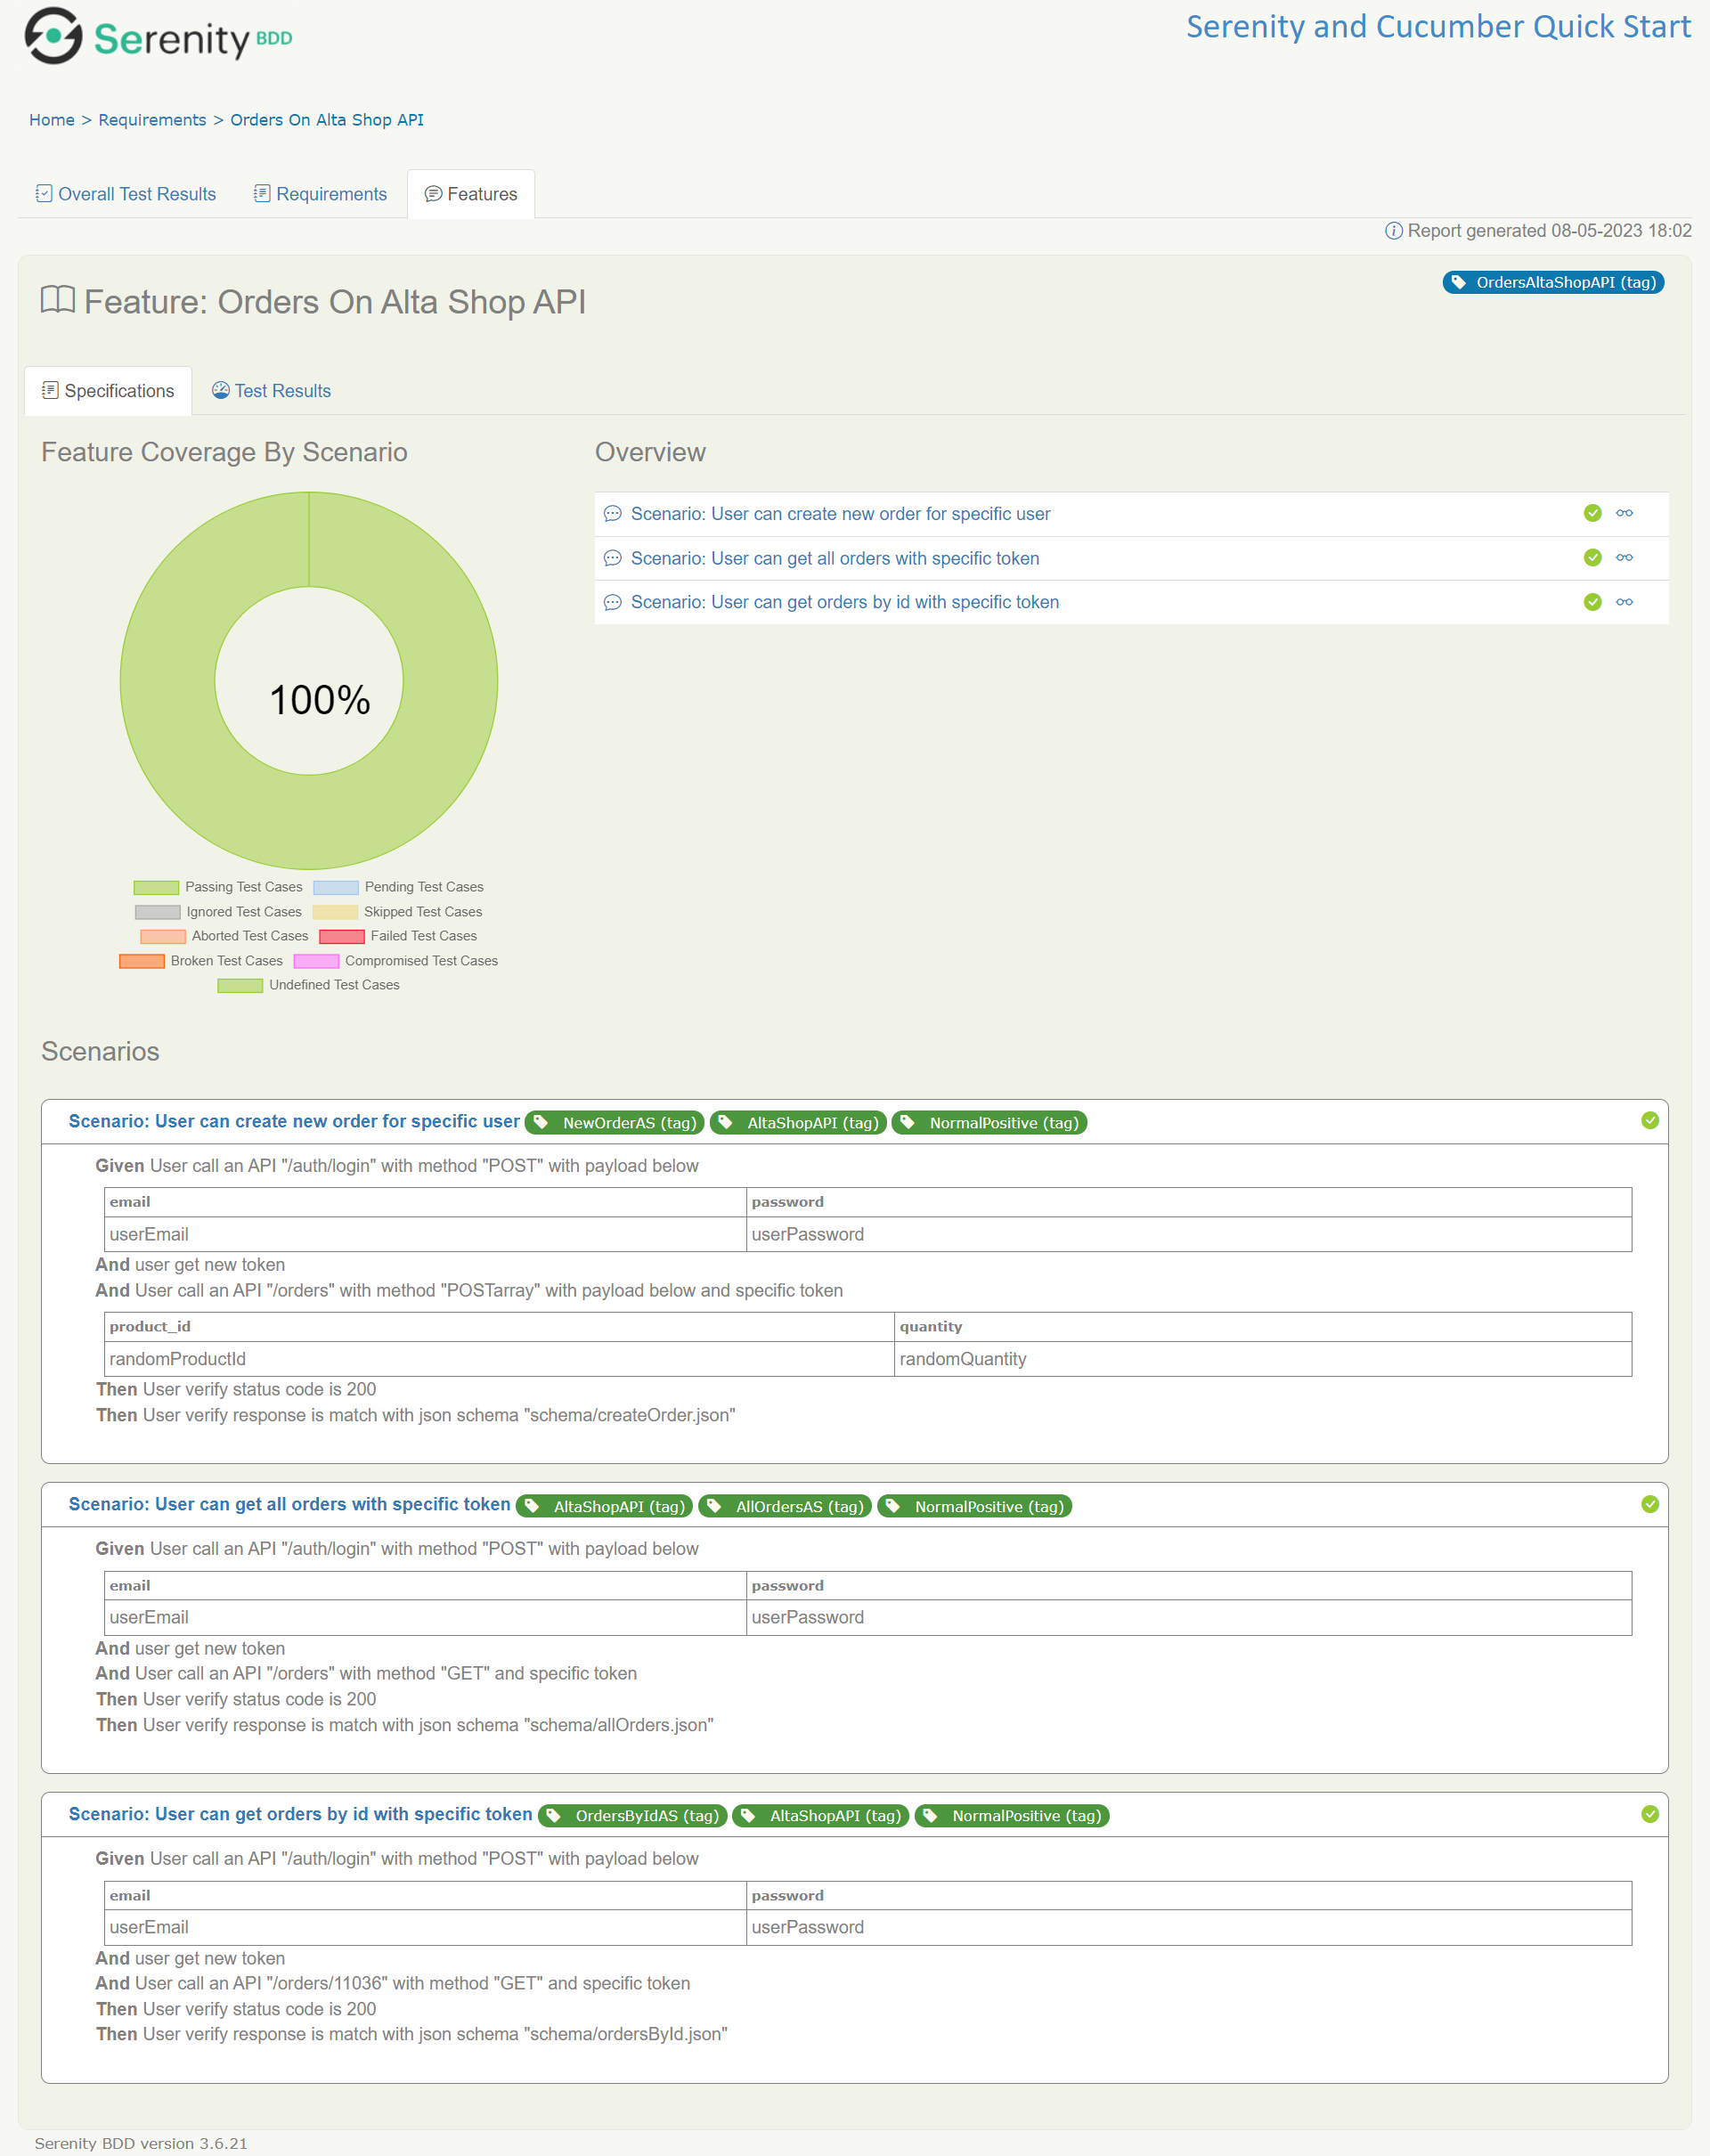 Serenity BDD
Serenity and Cucumber Quick Start
Home > Requirements > Orders On Alta Shop API
Overall Test Results Requirements Features
Report generated 08-05-2023 18:02
OrdersAltaShopAPI (tag)
Feature: Orders On Alta Shop API
Specifications Test Results
Feature Coverage By Scenario
100%
Passing Test Cases Pending Test Cases
Ignored Test Cases Skipped Test Cases
Aborted Test Cases Failed Test Cases
Broken Test Cases Compromised Test Cases
Undefined Test Cases
Overview
Scenario: User can create new order for specific user
Scenario: User can get all orders with specific token
Scenario: User can get orders by id with specific token
Scenarios
Scenario: User can create new order for specific user NewOrderAS (tag) AltaShopAPI (tag) NormalPositive (tag)
Given User call an API "/auth/login" with method "POST" with payload below
email password
userEmail userPassword
And user get new token
And User call an API "/orders" with method "POSTarray" with payload below and specific token
product_id quantity
randomProductId randomQuantity
Then User verify status code is 200
Then User verify response is match with json schema "schema/createOrder.json"
Scenario: User can get all orders with specific token AltaShopAPI (tag) AllOrdersAS (tag) NormalPositive (tag)
Given User call an API "/auth/login" with method "POST" with payload below
email password
userEmail userPassword
And user get new token
And User call an API "/orders" with method "GET" and specific token
Then User verify status code is 200
Then User verify response is match with json schema "schema/allOrders.json"
Scenario: User can get orders by id with specific token OrdersByIdAS (tag) AltaShopAPI (tag) NormalPositive (tag)
Given User call an API "/auth/login" with method "POST" with payload below
email password
userEmail userPassword
And user get new token
And User call an API "/orders/11036" with method "GET" and specific token
Then User verify status code is 200
Then User verify response is match with json schema "schema/ordersById.json"
Serenity BDD version 3.6.21